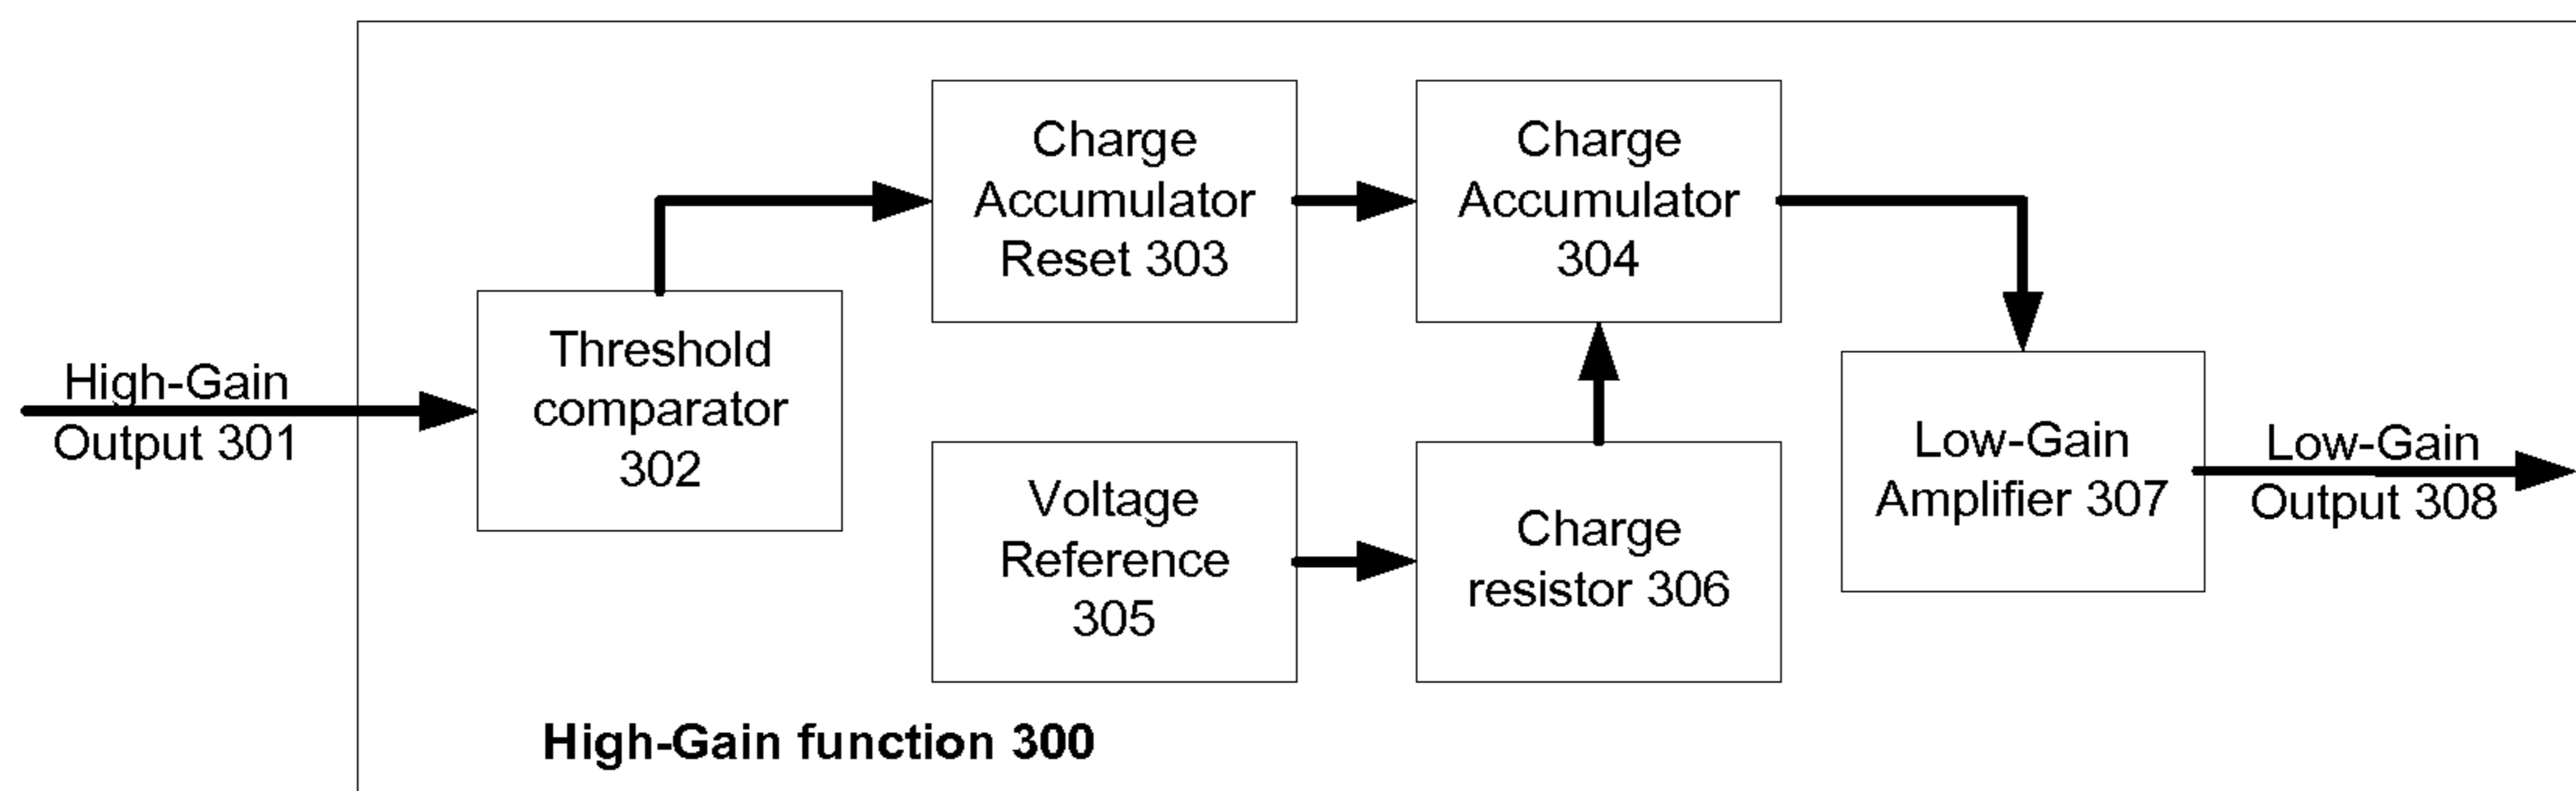 High-Gain
Output 301
Threshold
comparator
302
Charge
Accumulator
Reset 303
Charge
Accumulator
304
Voltage
Reference
305
Charge
resistor 306
Low-Gain
Amplifier 307
Low-Gain
Output 308
High-Gain function 300